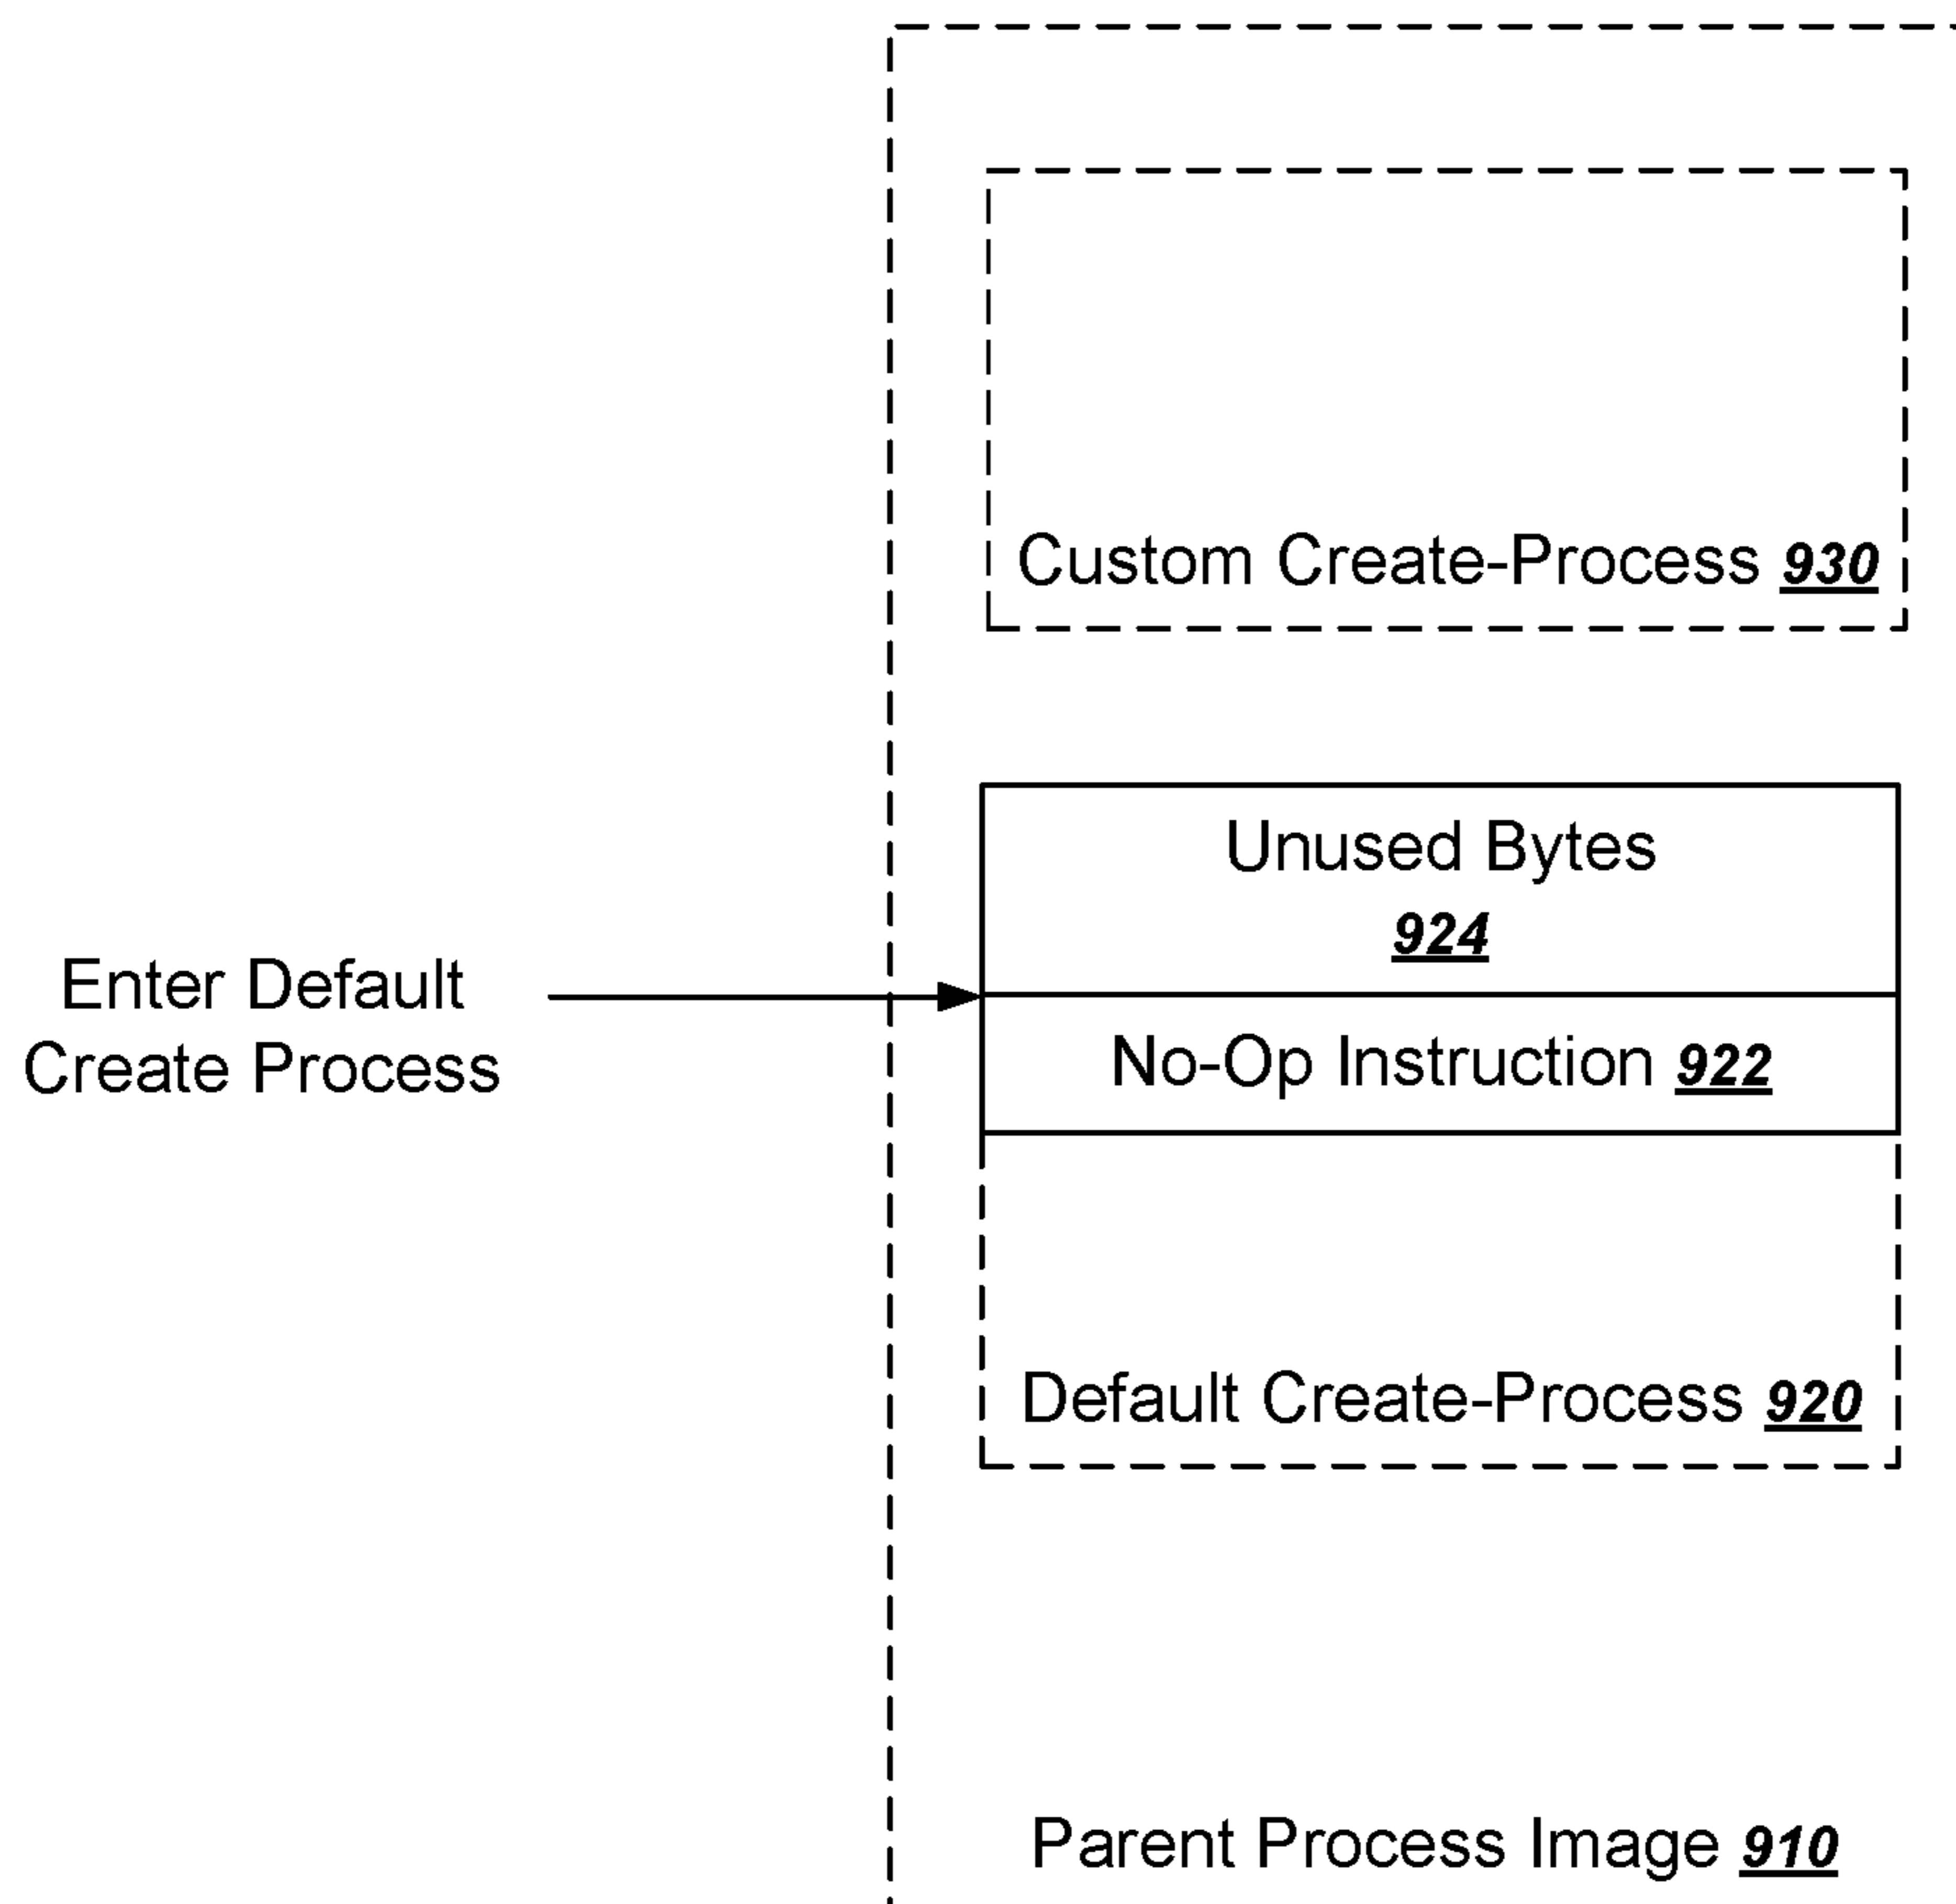 Custom Create-Process 930
Unused Bytes
924
Enter Default
Create Process
No-Op Instruction 922
Default Create-Process 920
Parent Process Image 910